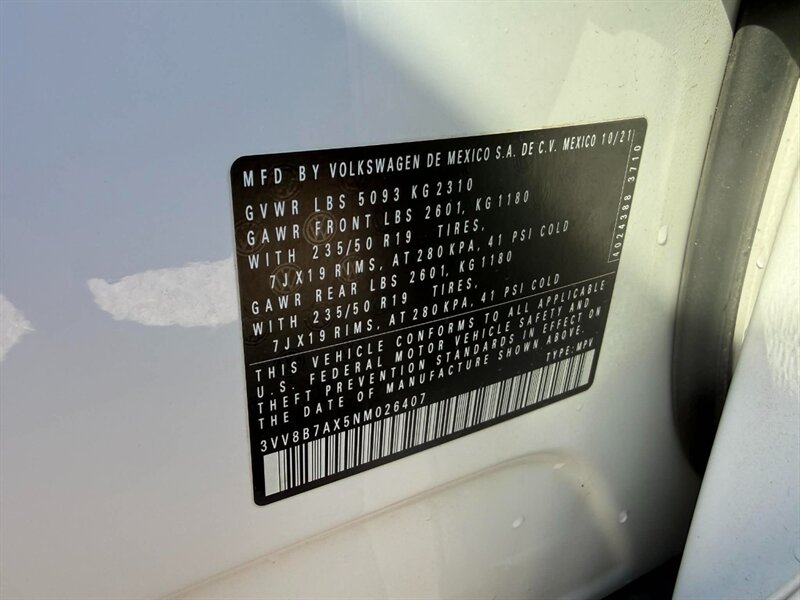 MFD BY VOLKSWAGEN DE MEXICO S.A. DE C.V. MEXICO 10/21
GVWR LBS 5093 KG 2310
GAWR FRONT LBS 2601, KG 1180
WITH 235/50 R19 TIRES,
7JX19 RIMS, AT 280 KPA, 41 PSI COLD
GAWR REAR LBS 2601, KG 1180
WITH 235/50 R19 TIRES,
7JX19 RIMS, AT 280 KPA, 41 PSI COLD
THIS VEHICLE CONFORMS TO ALL APPLICABLE
U.S. FEDERAL MOTOR VEHICLE SAFETY AND
THEFT PREVENTION STANDARDS IN EFFECT ON
THE DATE OF MANUFACTURE SHOWN ABOVE.
3VV8B7AX5NM026407 TYPE: MPV
4024388 3710